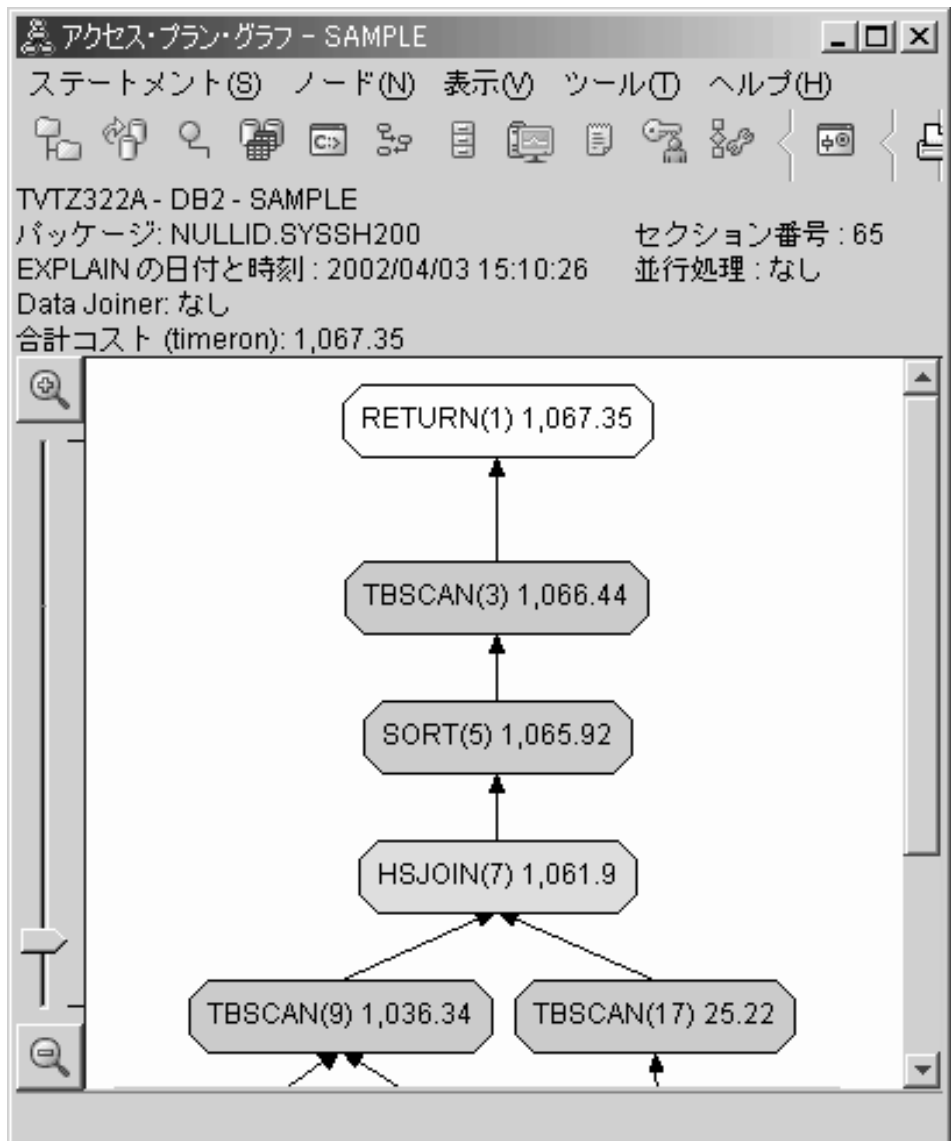 アクセス・プラン・グラフ - SAMPLE
ステートメント(S) ノード(N) 表示(V) ツール(T) ヘルプ(H)
C:>
TVTZ322A - DB2 - SAMPLE
パッケージ: NULLID.SYSSH200 セクション番号 : 65
EXPLAIN の日付と時刻 : 2002/04/03 15:10:26 並行処理 : なし
Data Joiner: なし
合計コスト (timeron): 1,067.35
RETURN(1) 1,067.35
TBSCAN(3) 1,066.44
SORT(5) 1,065.92
HSJOIN(7) 1,061.9
TBSCAN(9) 1,036.34 TBSCAN(17) 25.22